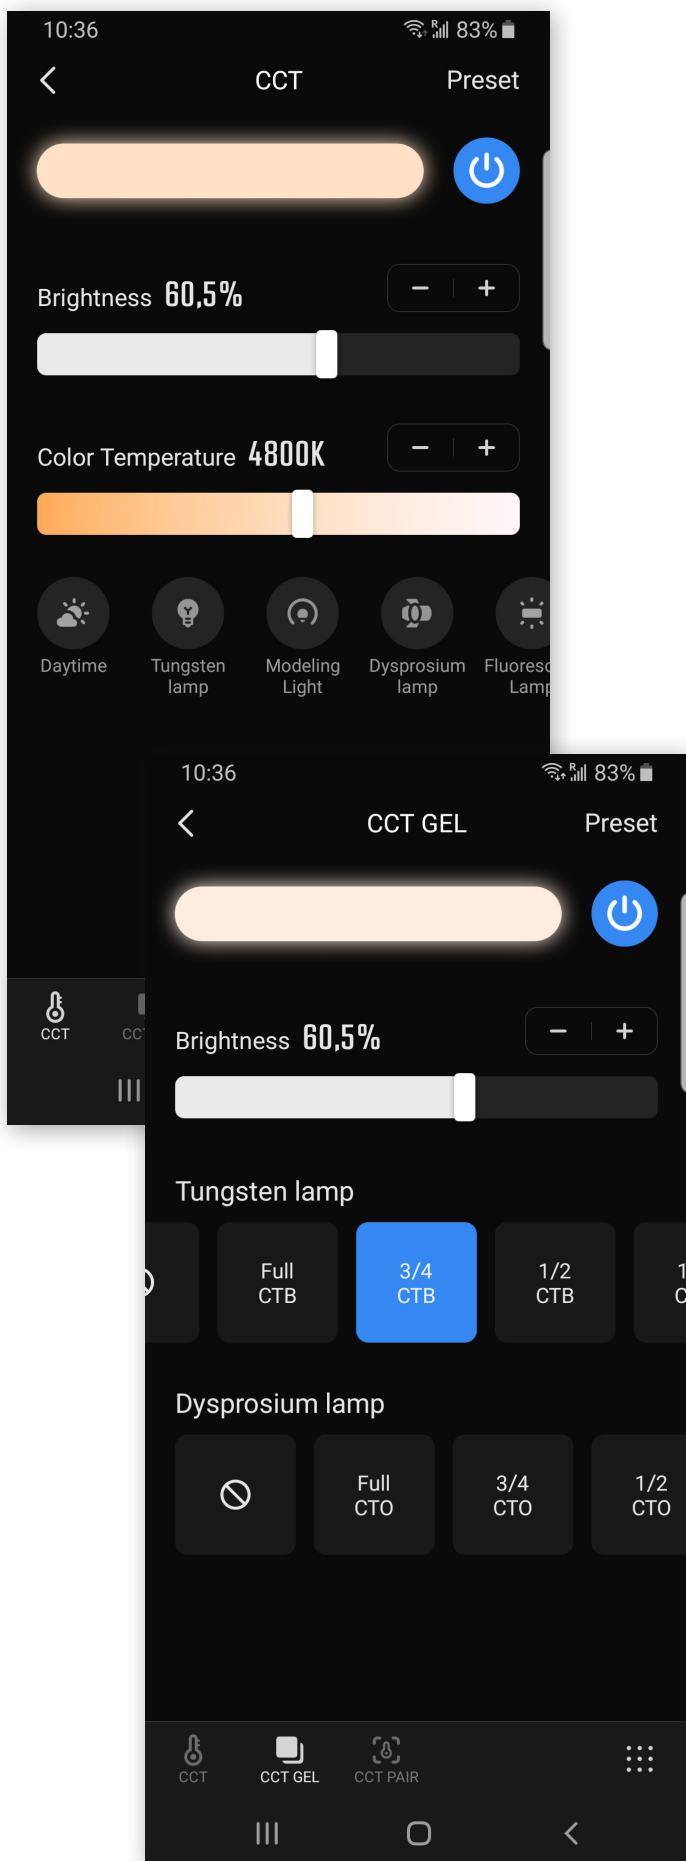 10:36
R 83%
CCT
Preset
Brightness 60,5%
Color Temperature 4800K
Daytime
Tungsten
lamp
Modeling
Light
Dysprosium
lamp
CCT
10:36
R 83%
CCT GEL
Preset
Brightness 60,5%
Tungsten lamp
Full
CTB
3/4
CTB
1/2
CTB
Dysprosium lamp
Full
CTO
3/4
CTO
1/2
CTO
CCT
CCT GEL
CCT PAIR